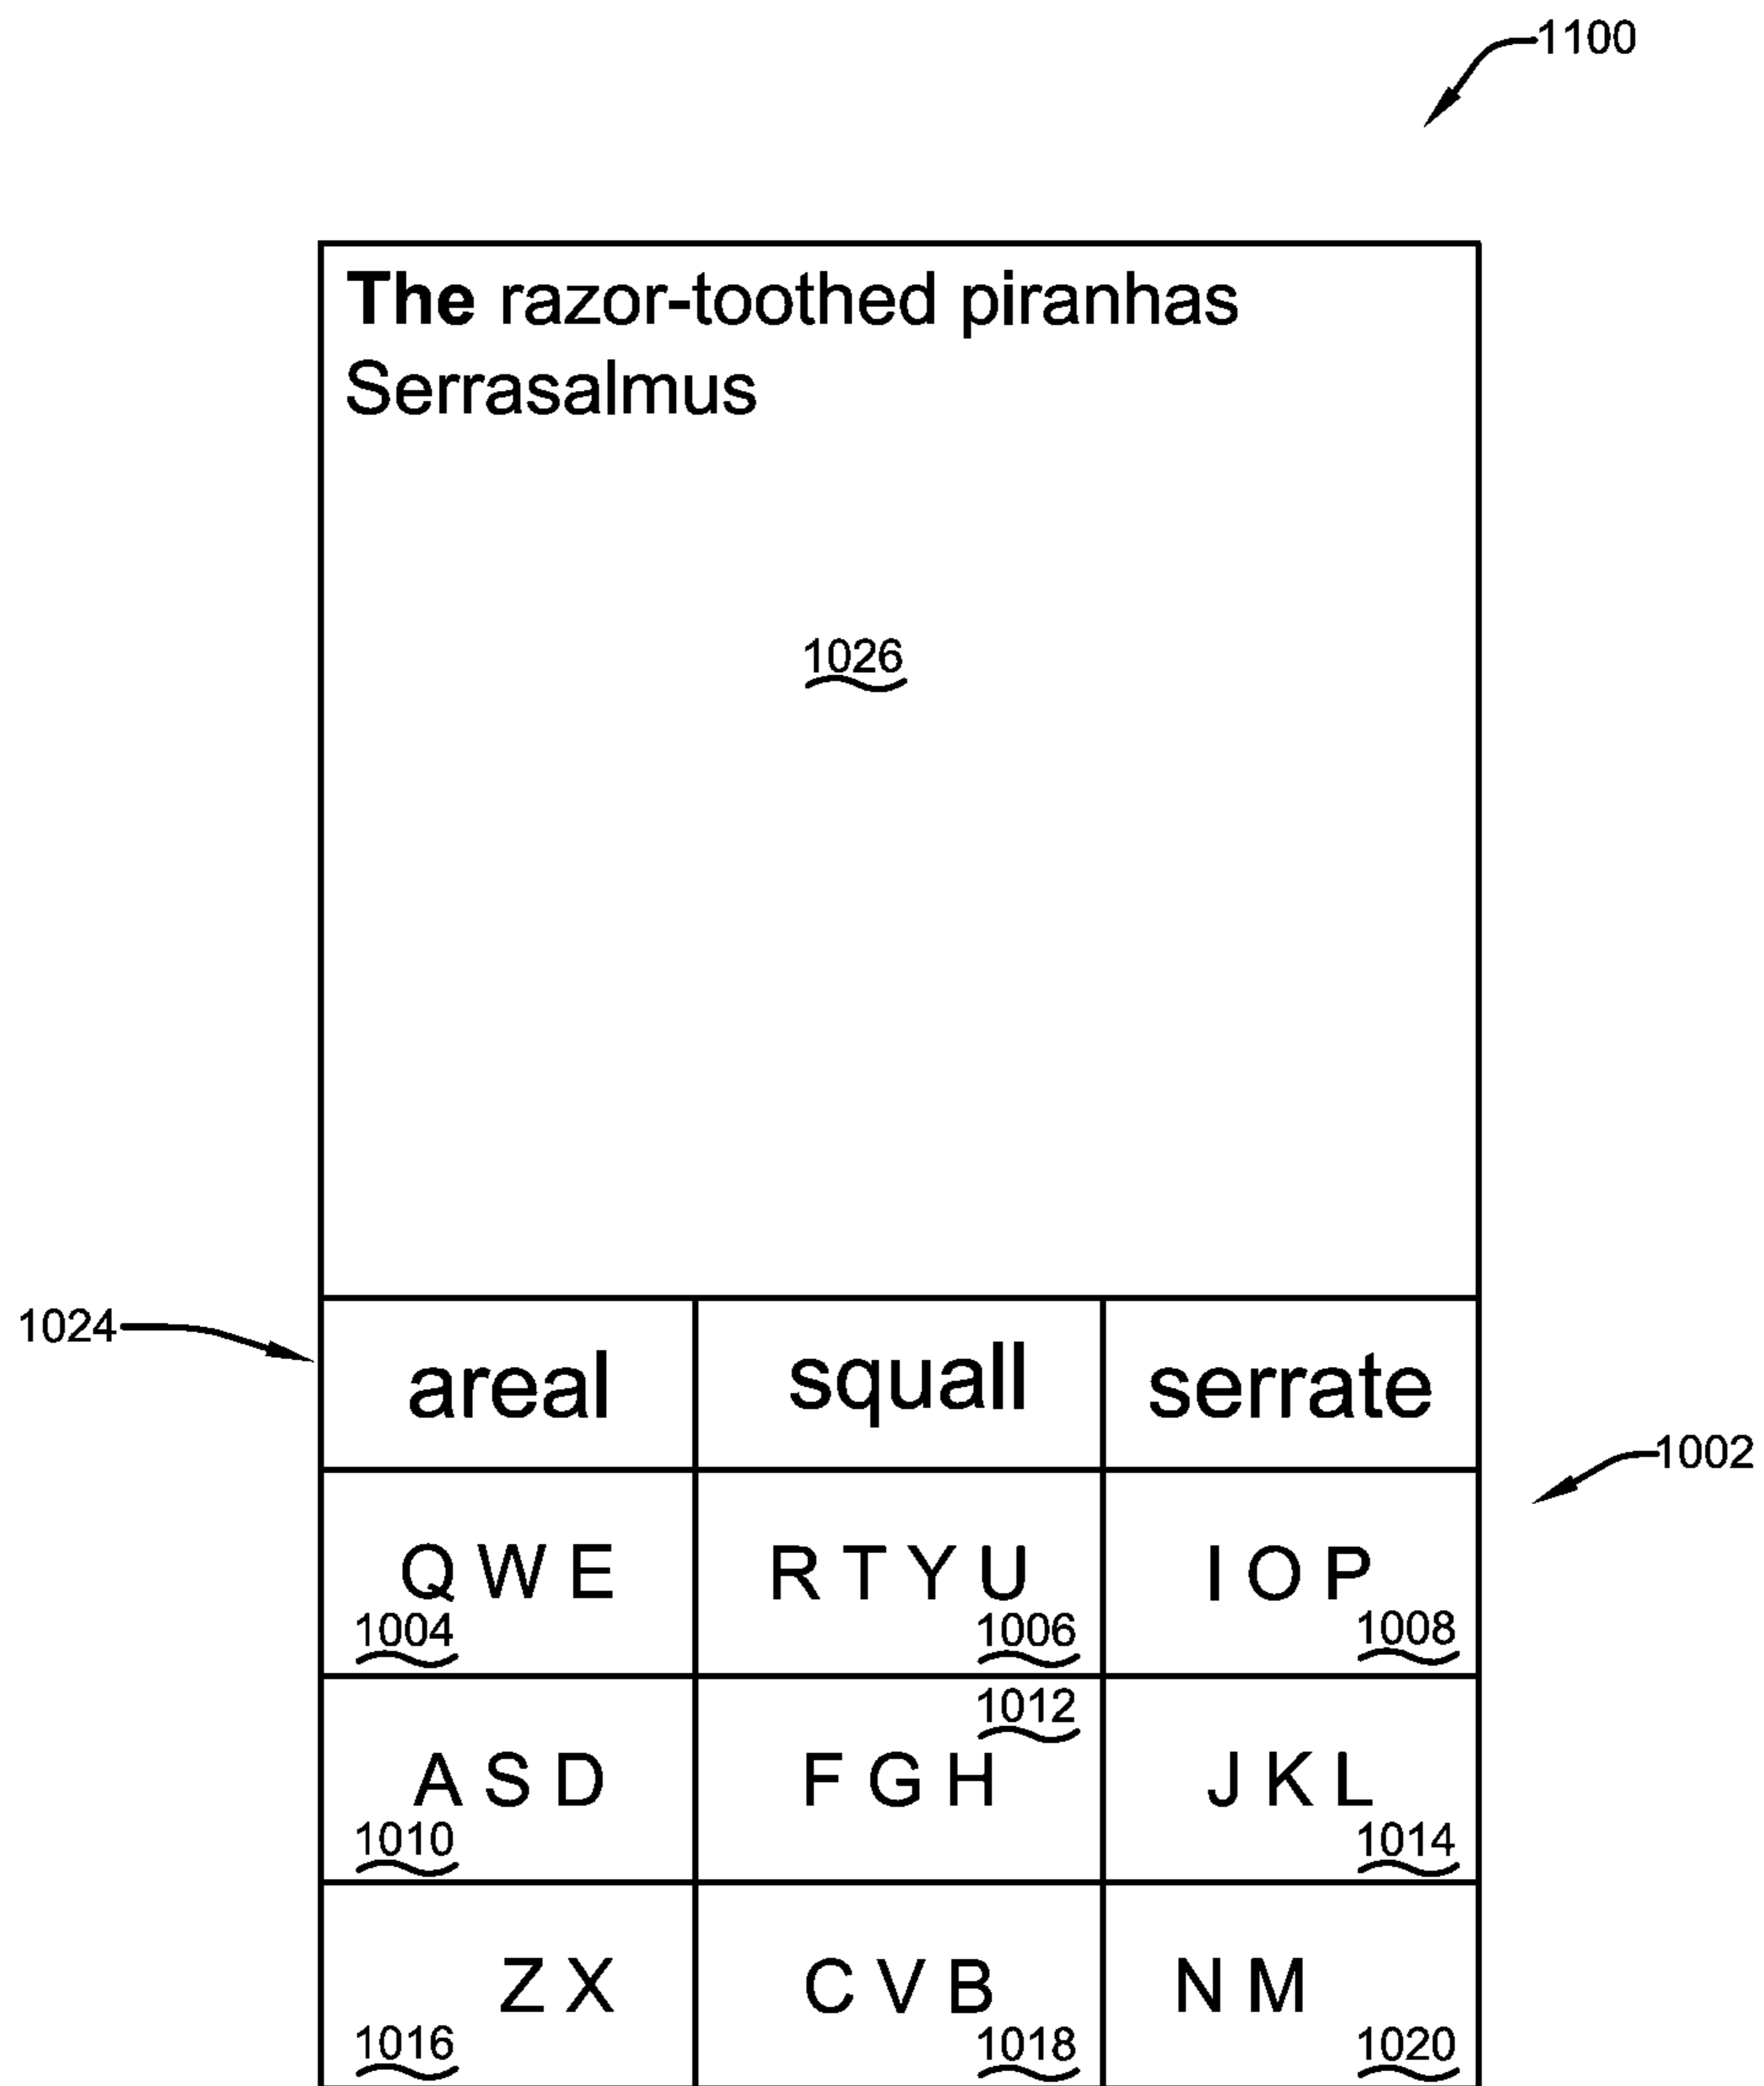 1100
The razor-toothed piranhas
Serrasalmus
1026
1024
areal squall serrate
1002
Q W E R T Y U I O P
1004 1006 1008
1012
A S D F G H J K L
1010 1014
Z X C V B N M
1016 1018 1020